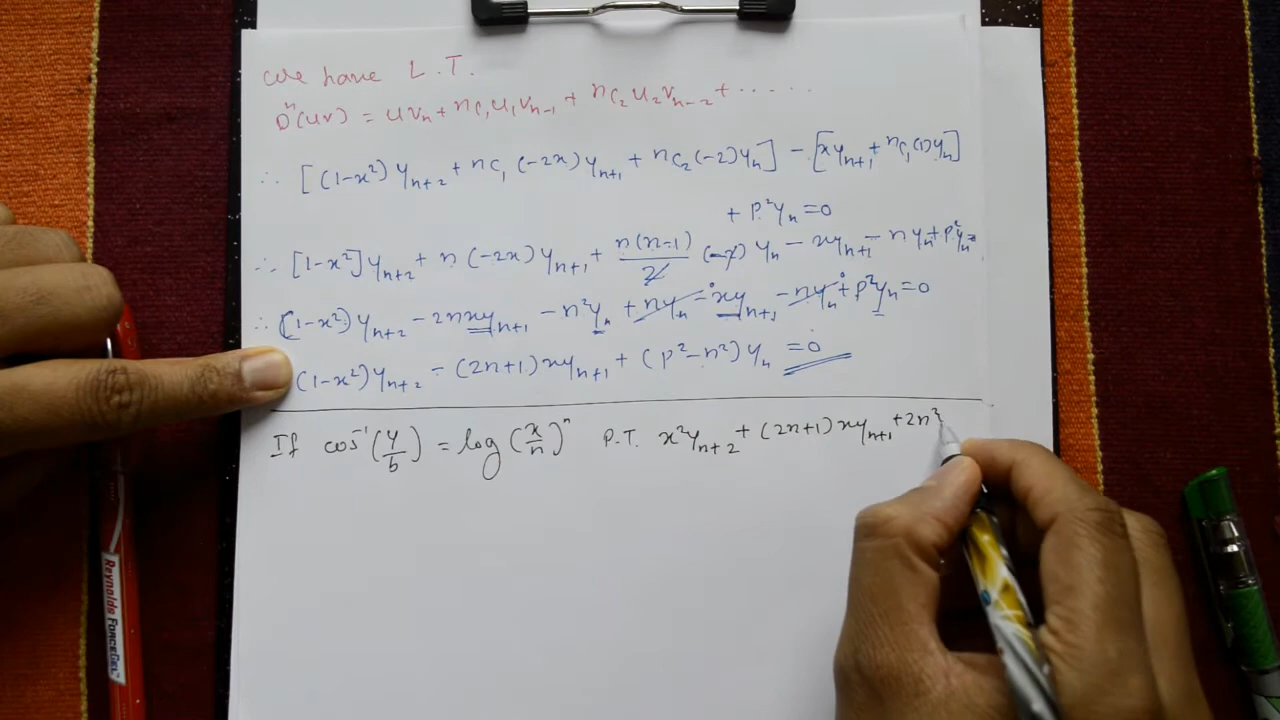 We have L.T.
Dⁿ(uv) = uvₙ + nc₁u₁vₙ₋₁ + nc₂u₂vₙ₋₂ + ......
∴ [(1-x²)yₙ₊₂ + nc₁(-2x)yₙ₊₁ + nc₂(-2)yₙ] - [xyₙ₊₁ + nc₁(1)yₙ]
+ p²yₙ = 0
∴ [1-x²]yₙ₊₂ + n(-2x)yₙ₊₁ + n(n-1)/2 (-2)yₙ - xyₙ₊₁ - nyₙ + p²yₙ = 0
∴ (1-x²)yₙ₊₂ - 2nxyₙ₊₁ - n²yₙ + nyₙ - xyₙ₊₁ - nyₙ + p²yₙ = 0
(1-x²)yₙ₊₂ - (2n+1)xyₙ₊₁ + (p²-n²)yₙ = 0
If cos⁻¹(y/b) = log(x/n)ⁿ P.T. x²yₙ₊₂ + (2n+1)xyₙ₊₁ + 2n²
Reynolds FORCEGEL